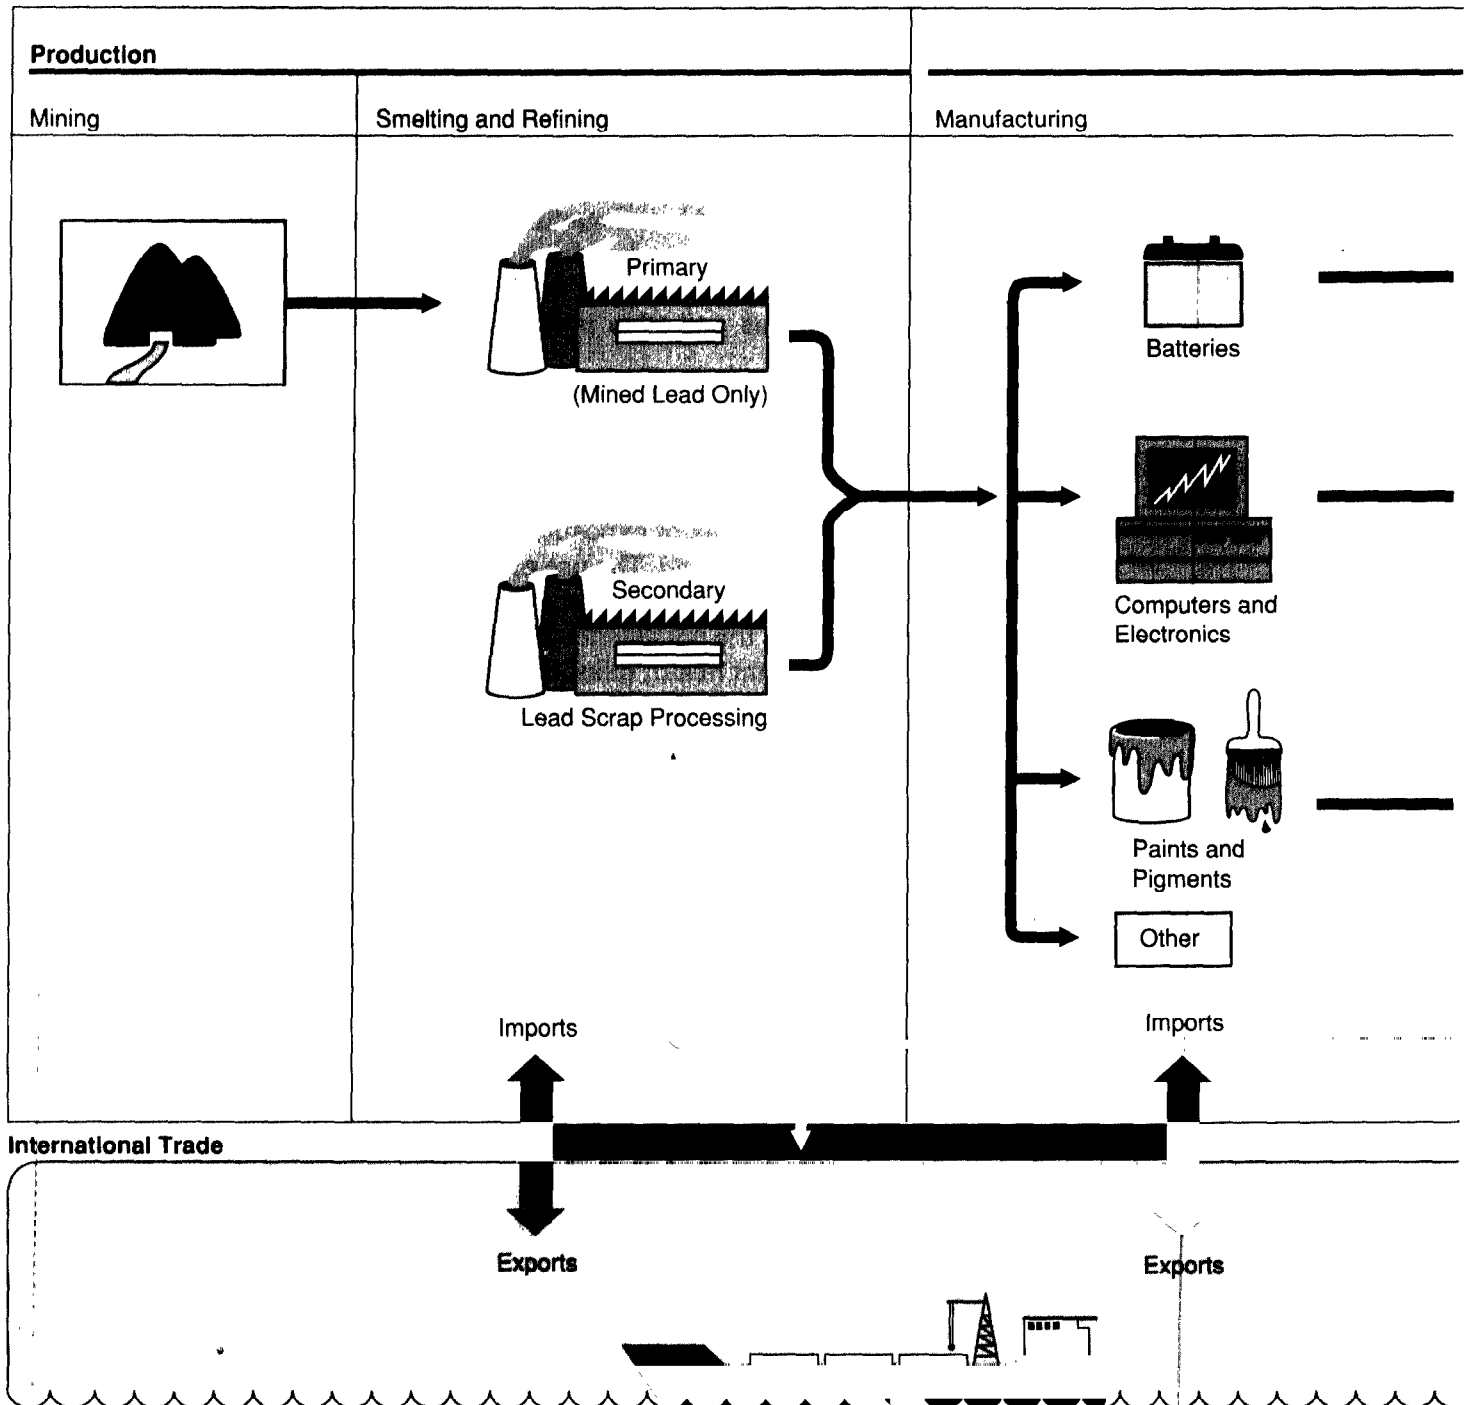 Production
Mining
Smelting and Refining
Manufacturing
Primary
(Mined Lead Only)
Secondary
Lead Scrap Processing
Batteries
Computers and
Electronics
Paints and
Pigments
Other
Imports
Imports
International Trade
Exports
Exports